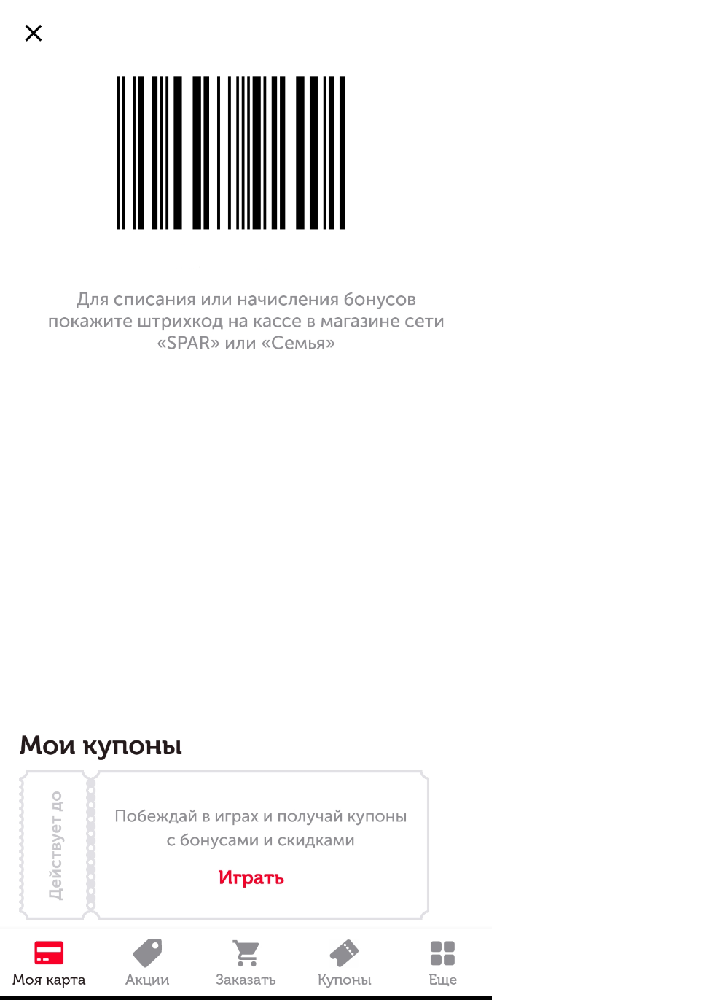 Для списания или начисления бонусов
покажите штрихкод на кассе в магазине сети
«SPAR» или «Семья»
Мои купоны
Действует до
Побеждай в играх и получай купоны
с бонусами и скидками
Играть
Моя карта
Акции
Заказать
Купоны
Еще